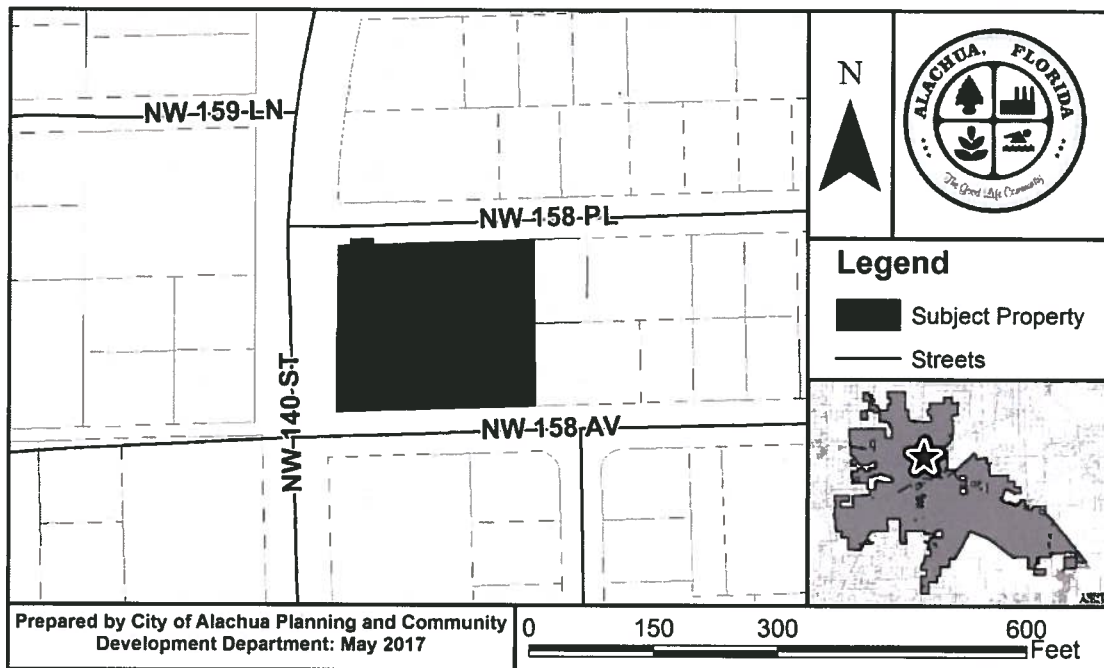 NW 159 LN
NW 158 PL
NW 140 ST
NW 158 AV
N
ALACHUA, FLORIDA
The Good Life Community
Legend
Subject Property
Streets
Prepared by City of Alachua Planning and Community
Development Department: May 2017
0 150 300 600
Feet